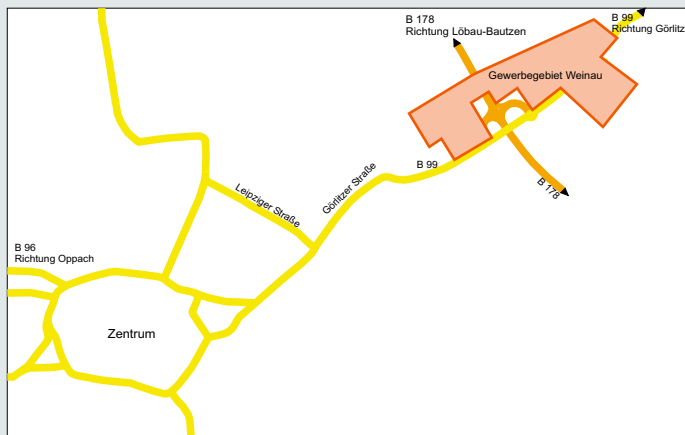 B 178
Richtung Löbau-Bautzen
B 99
Richtung Görlitz
Gewerbegebiet Weinau
B 99
B 178
Görlitzer Straße
Leipziger Straße
B 96
Richtung Oppach
Zentrum